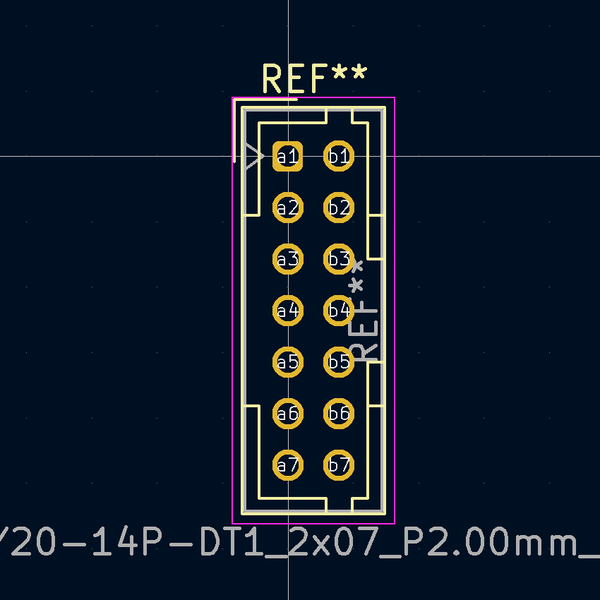 REF**
a1 b1
a2 b2
a3 b3
a4 b4
REF**
a5 b5
a6 b6
a7 b7
/20-14P-DT1_2x07_P2.00mm_